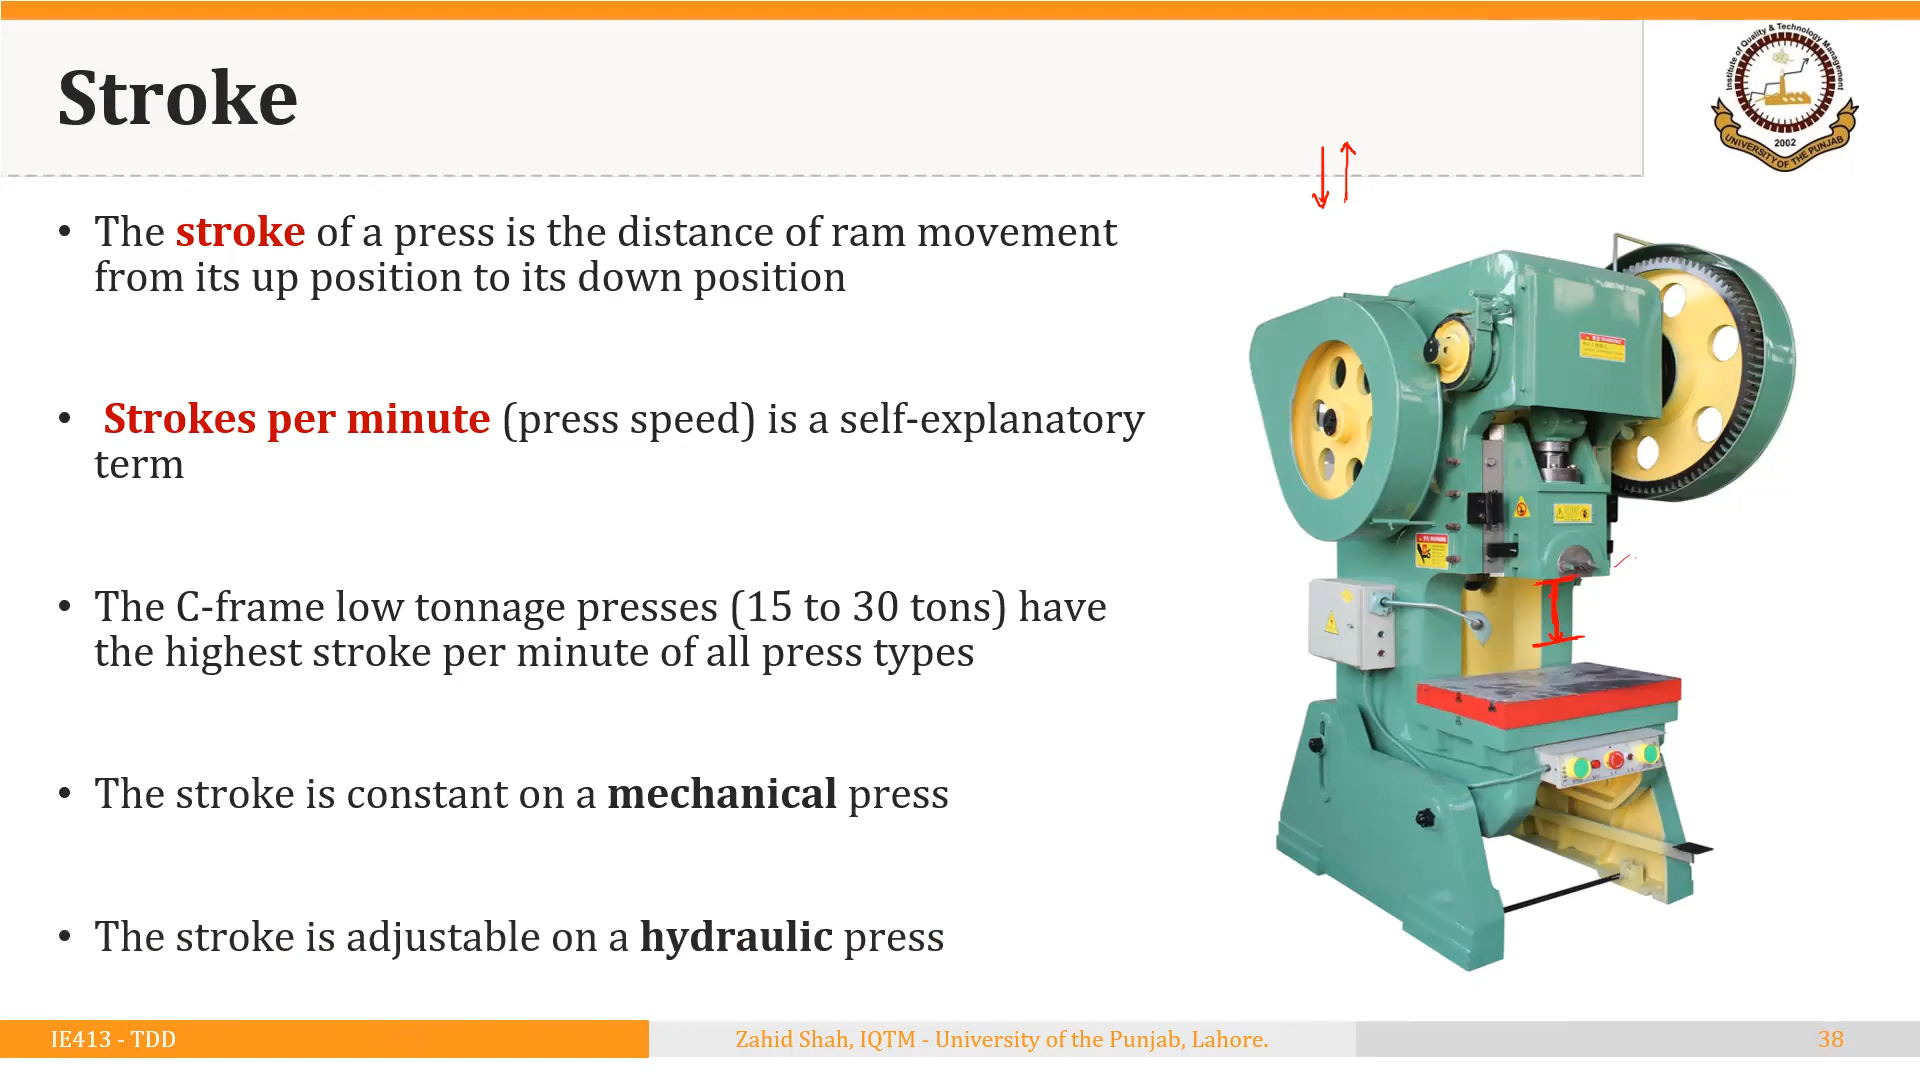 Stroke
Institute of Quality & Technology Management
2002
UNIVERSITY OF THE PUNJAB
• The stroke of a press is the distance of ram movement
from its up position to its down position
• Strokes per minute (press speed) is a self-explanatory
term
• The C-frame low tonnage presses (15 to 30 tons) have
the highest stroke per minute of all press types
• The stroke is constant on a mechanical press
• The stroke is adjustable on a hydraulic press
IE413 - TDD
Zahid Shah, IQTM - University of the Punjab, Lahore.
38